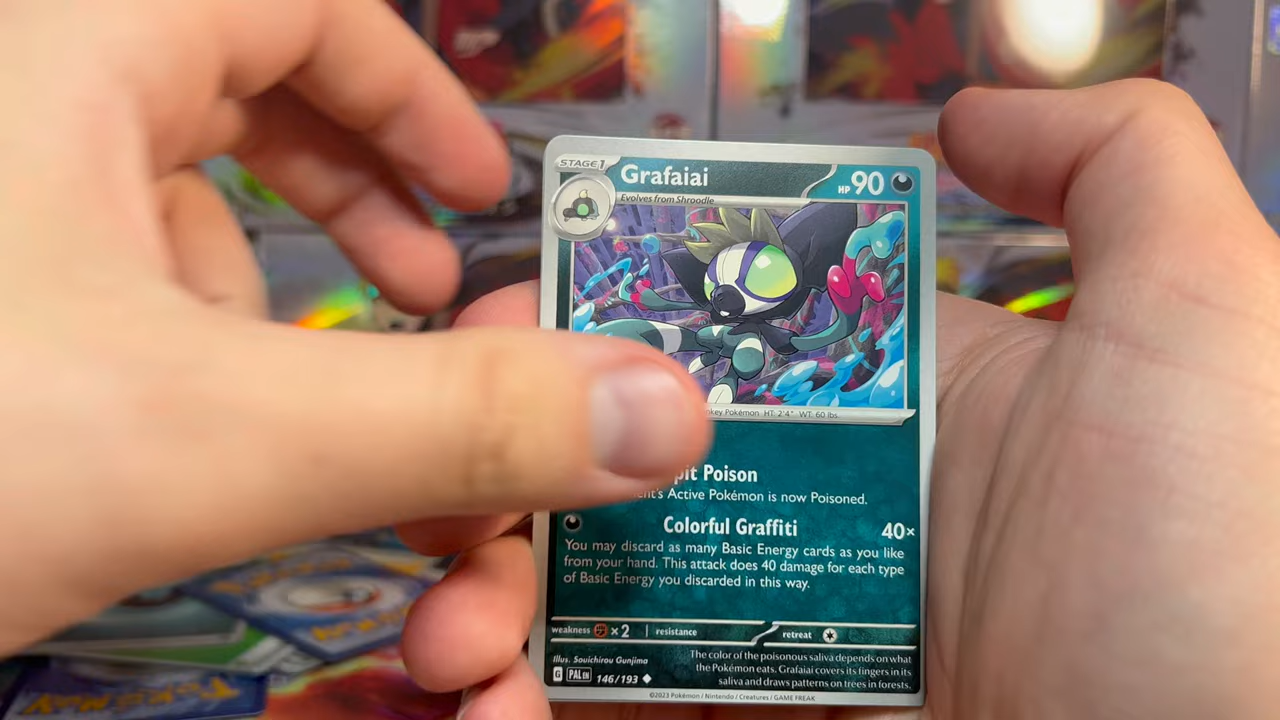 STAGE 1
Grafaiai
HP 90
Evolves from Shroodle
Pokémon HT: 2'4" WT: 60 lbs.
Poison
Active Pokémon is now Poisoned.
Colorful Graffiti 40×
You may discard as many Basic Energy cards as you like
from your hand. This attack does 40 damage for each type
of Basic Energy you discarded in this way.
weakness ×2 resistance retreat
Illus. Souichirou Gunjima
G PAL EN 146/193
The color of the poisonous saliva depends on what
the Pokémon eats. Grafaiai covers its fingers in its
saliva and draws patterns on trees in forests.
©2023 Pokémon / Nintendo / Creatures / GAME FREAK
Pokémon